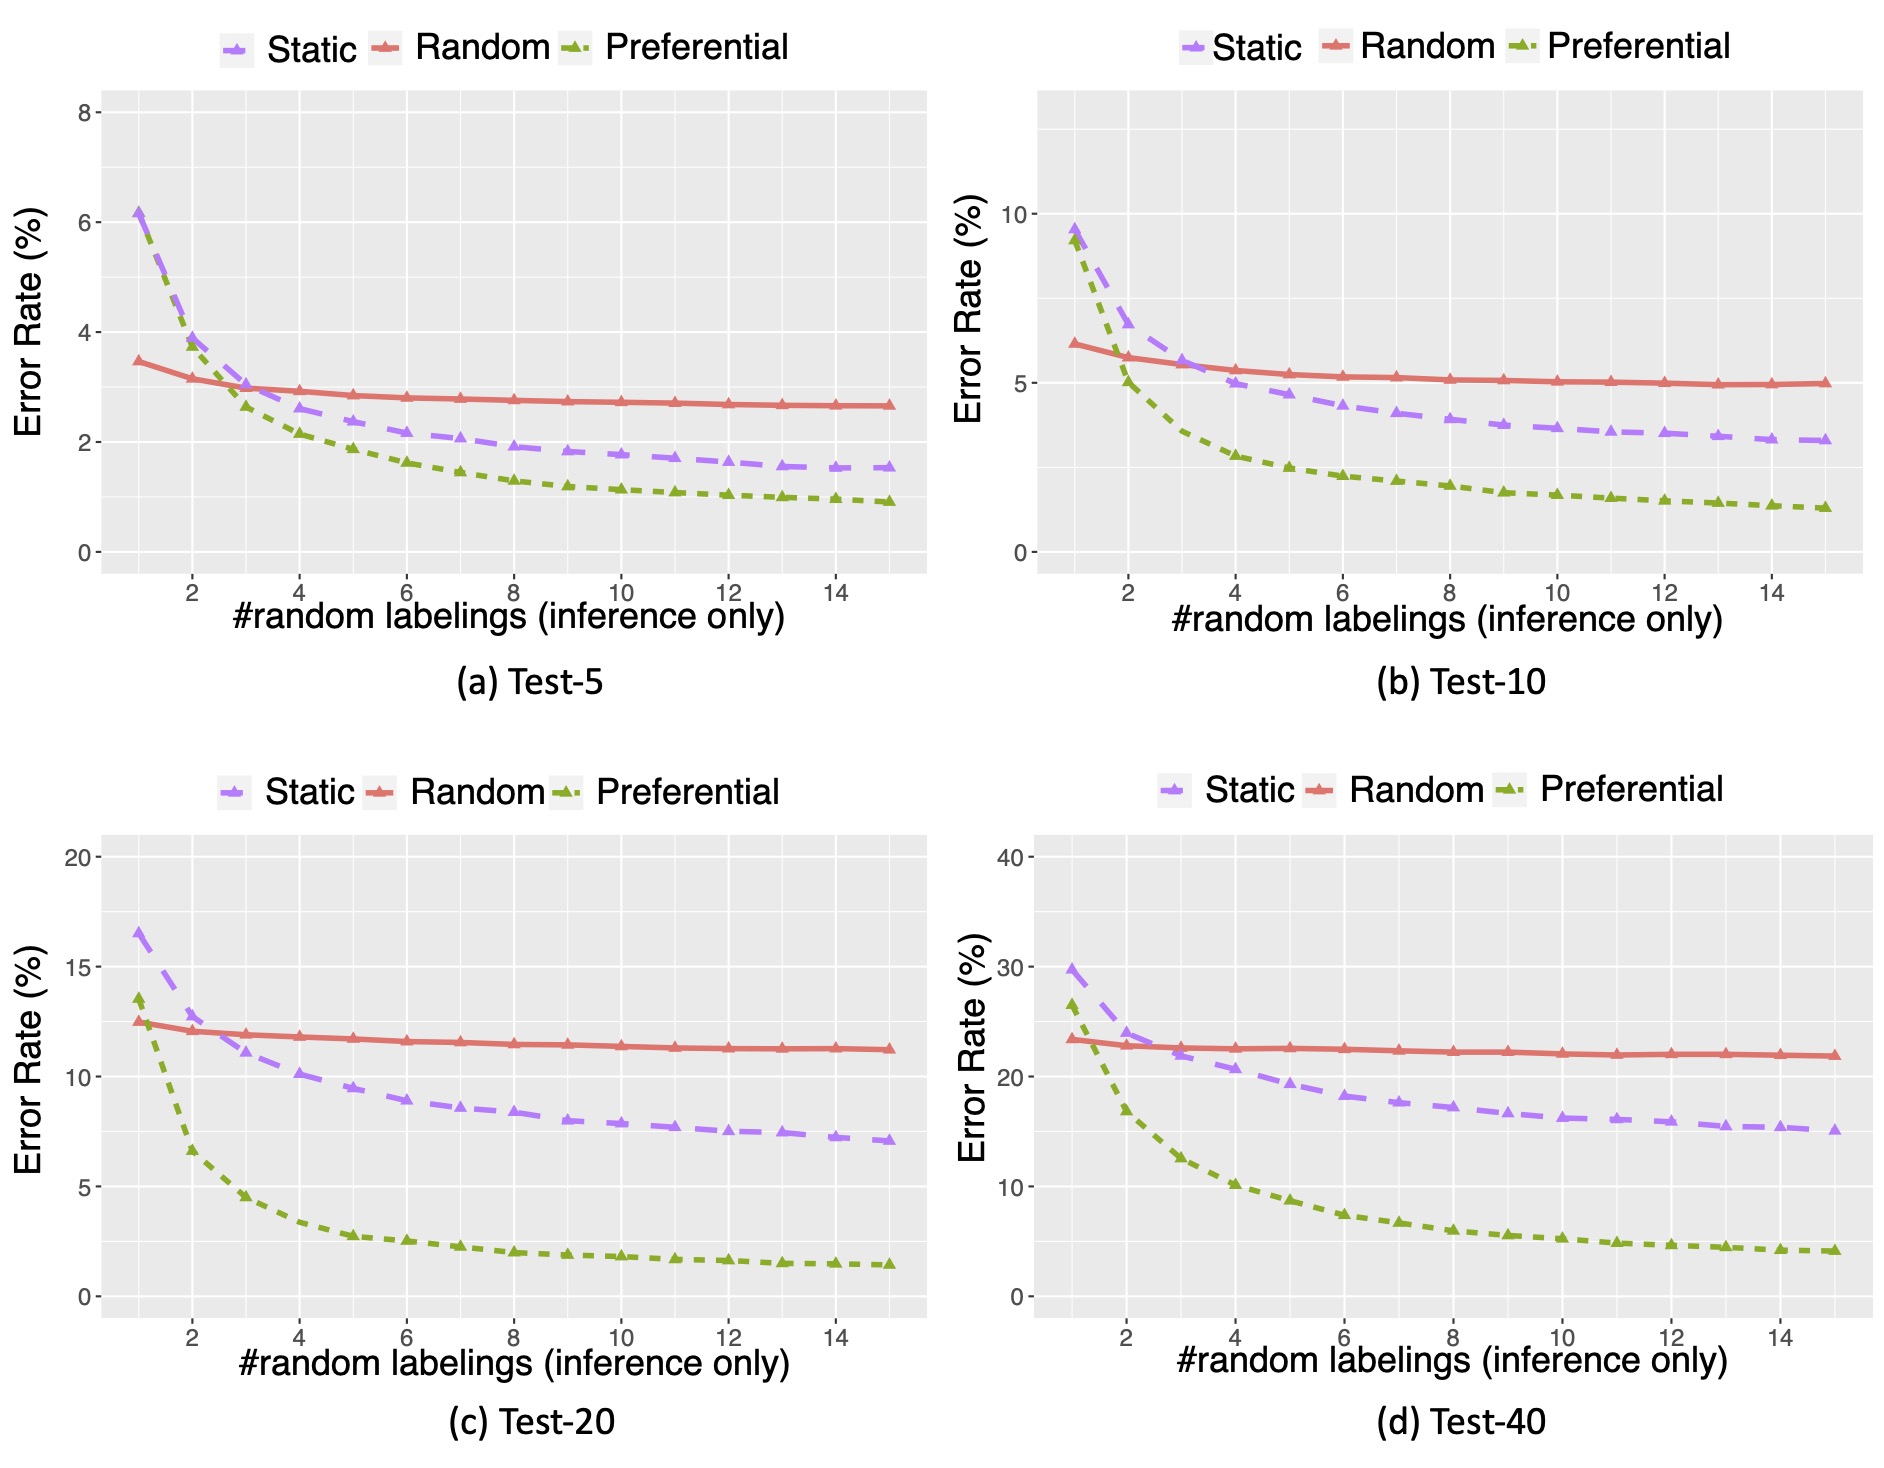 Static Random Preferential
8
6
4
2
0
Error Rate (%)
2 4 6 8 10 12 14
#random labelings (inference only)
(a) Test-5
Static Random Preferential
10
5
0
Error Rate (%)
2 4 6 8 10 12 14
#random labelings (inference only)
(b) Test-10
Static Random Preferential
20
15
10
5
0
Error Rate (%)
2 4 6 8 10 12 14
#random labelings (inference only)
(c) Test-20
Static Random Preferential
40
30
20
10
0
Error Rate (%)
2 4 6 8 10 12 14
#random labelings (inference only)
(d) Test-40